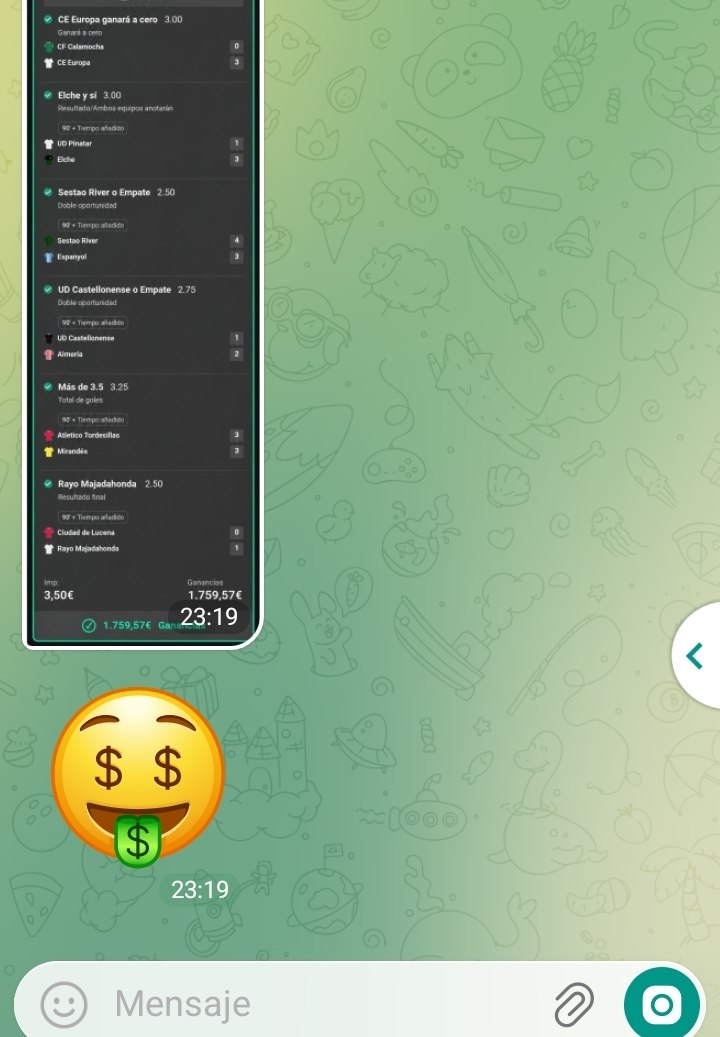 CE Europa ganará a cero 3.00
Ganará a cero
CF Calamocha 0
CE Europa 3
Elche y sí 3.00
Resultado/Ambos equipos anotarán
90' + Tiempo añadido
UD Pinatar 1
Elche 3
Sestao River o Empate 2.50
Doble oportunidad
90' + Tiempo añadido
Sestao River 4
Espanyol 3
UD Castellonense o Empate 2.75
Doble oportunidad
90' + Tiempo añadido
UD Castellonense 1
Almería 2
Más de 3.5 3.25
Total de goles
90' + Tiempo añadido
Atletico Tordesillas 3
Mirandés 3
Rayo Majadahonda 2.50
Resultado final
90' + Tiempo añadido
Ciudad de Lucena 0
Rayo Majadahonda 1
Imp. Ganancias
3,50€ 1.759,57€
1.759,57€ Ganancias
23:19
$ $
$
23:19
Mensaje